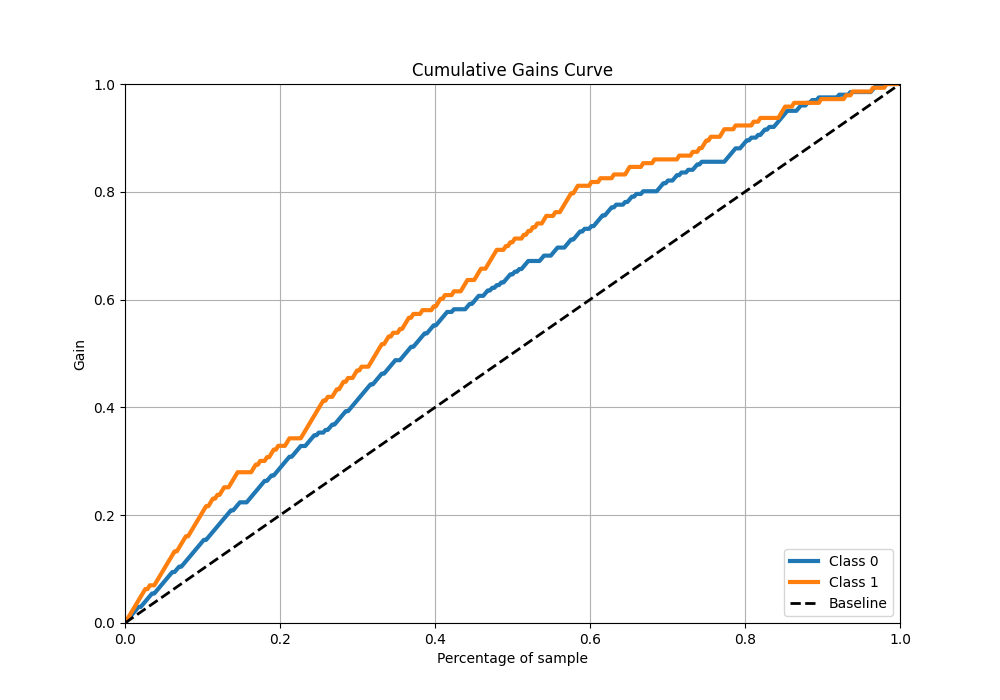 Cumulative Gains Curve
1.0
0.8
0.6
0.4
0.2
0.0
Gain
0.0 0.2 0.4 0.6 0.8 1.0
Percentage of sample
Class 0
Class 1
Baseline